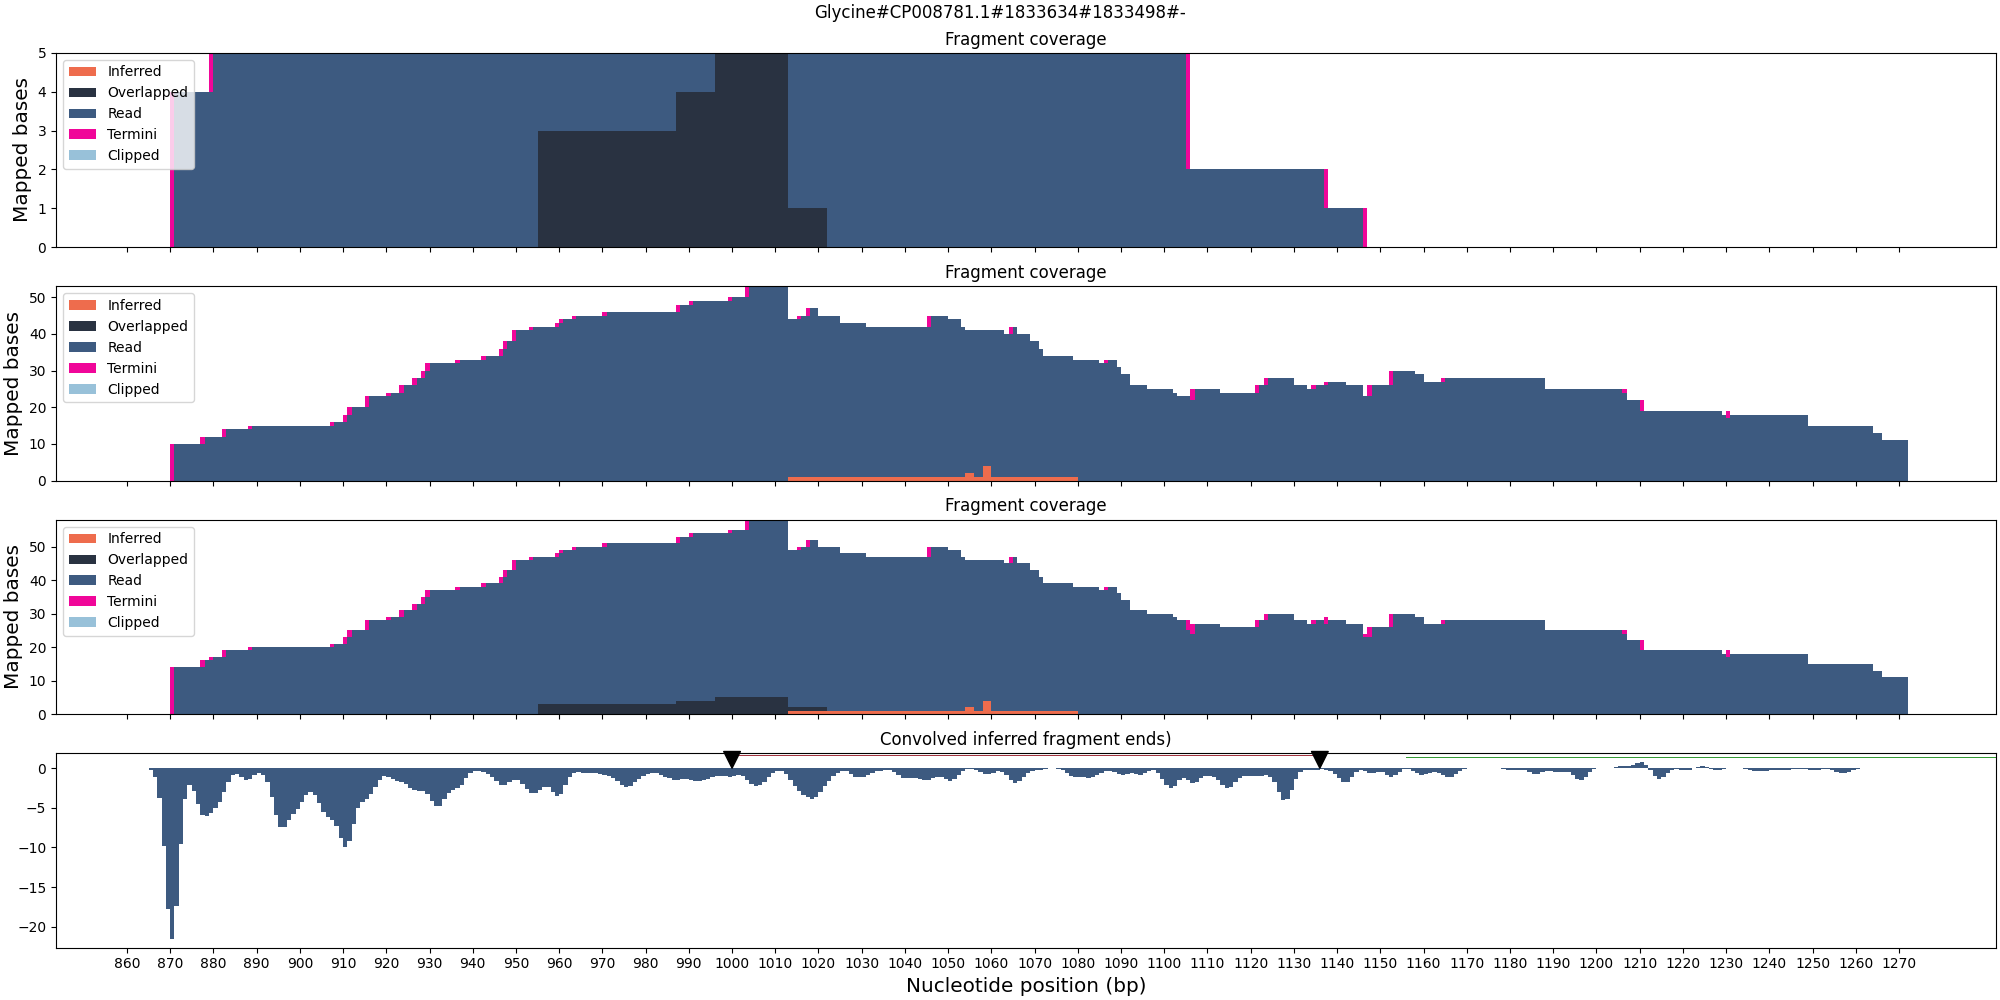 Glycine#CP008781.1#1833634#1833498#-
Fragment coverage
Mapped bases
5
4
3
2
1
0
Inferred
Overlapped
Read
Termini
Clipped
Fragment coverage
Mapped bases
50
40
30
20
10
0
Inferred
Overlapped
Read
Termini
Clipped
Fragment coverage
Mapped bases
50
40
30
20
10
0
Inferred
Overlapped
Read
Termini
Clipped
Convolved inferred fragment ends)
0
−5
−10
−15
−20
860 870 880 890 900 910 920 930 940 950 960 970 980 990 1000 1010 1020 1030 1040 1050 1060 1070 1080 1090 1100 1110 1120 1130 1140 1150 1160 1170 1180 1190 1200 1210 1220 1230 1240 1250 1260 1270
Nucleotide position (bp)